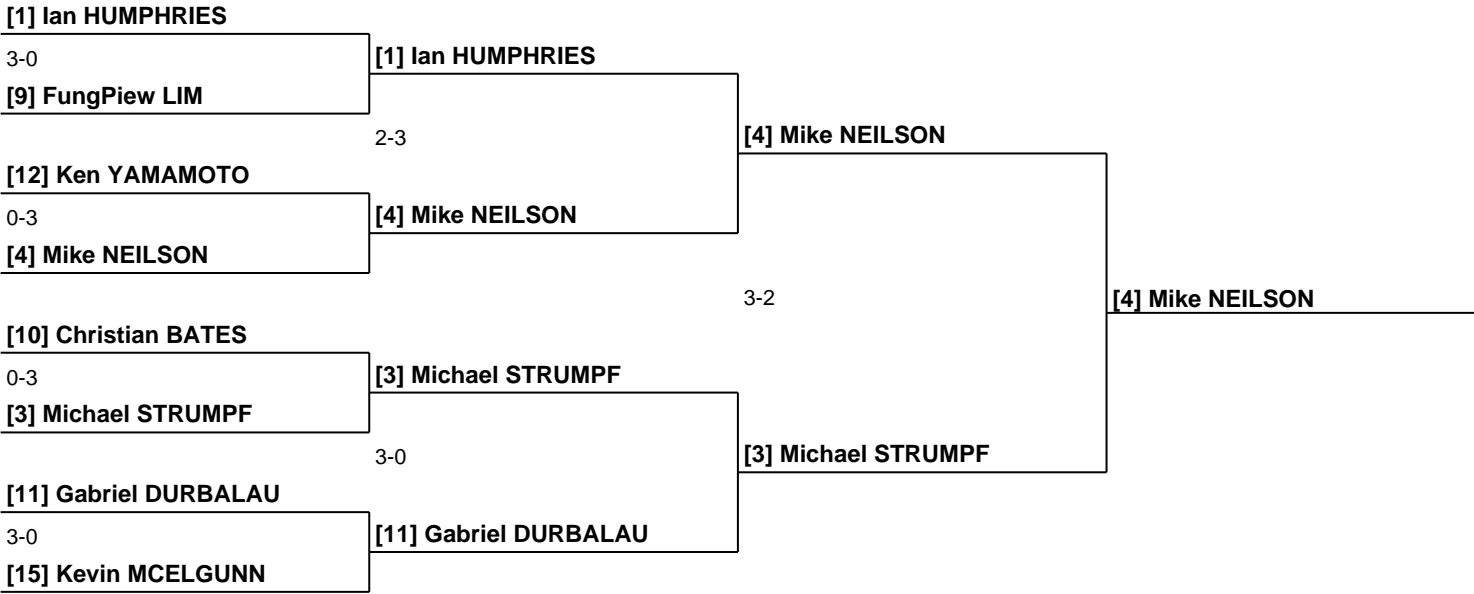 [1] Ian HUMPHRIES
3-0
[1] Ian HUMPHRIES
[9] FungPiew LIM
2-3
[4] Mike NEILSON
[12] Ken YAMAMOTO
0-3
[4] Mike NEILSON
[4] Mike NEILSON
3-2
[4] Mike NEILSON
[10] Christian BATES
0-3
[3] Michael STRUMPF
[3] Michael STRUMPF
3-0
[3] Michael STRUMPF
[11] Gabriel DURBALAU
3-0
[11] Gabriel DURBALAU
[15] Kevin MCELGUNN